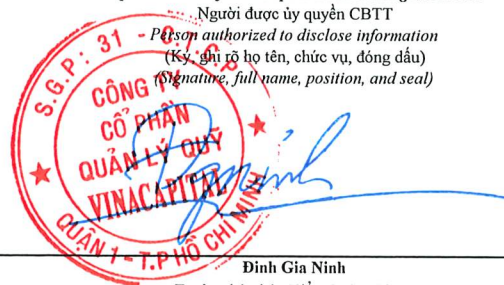 Người được ủy quyền CBTT
Person authorized to disclose information
(Ký, ghi rõ họ tên, chức vụ, đóng dấu)
(Signature, full name, position, and seal)
S.G.P: 31 - C.T.C.P
CÔNG TY
CỔ PHẦN
QUẢN LÝ QUỸ
VINACAPITAL
QUẬN 1 - T.P HỒ CHÍ MINH
Đinh Gia Ninh